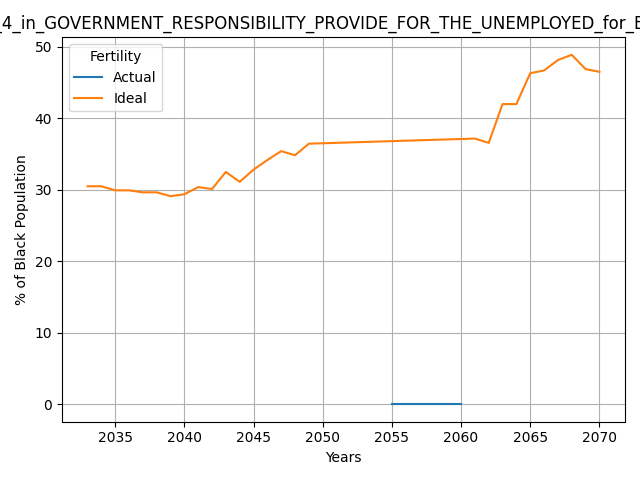 _4_in_GOVERNMENT_RESPONSIBILITY_PROVIDE_FOR_THE_UNEMPLOYED_for_
Fertility
Actual
Ideal
% of Black Population
50
40
30
20
10
0
2035 2040 2045 2050 2055 2060 2065 2070
Years